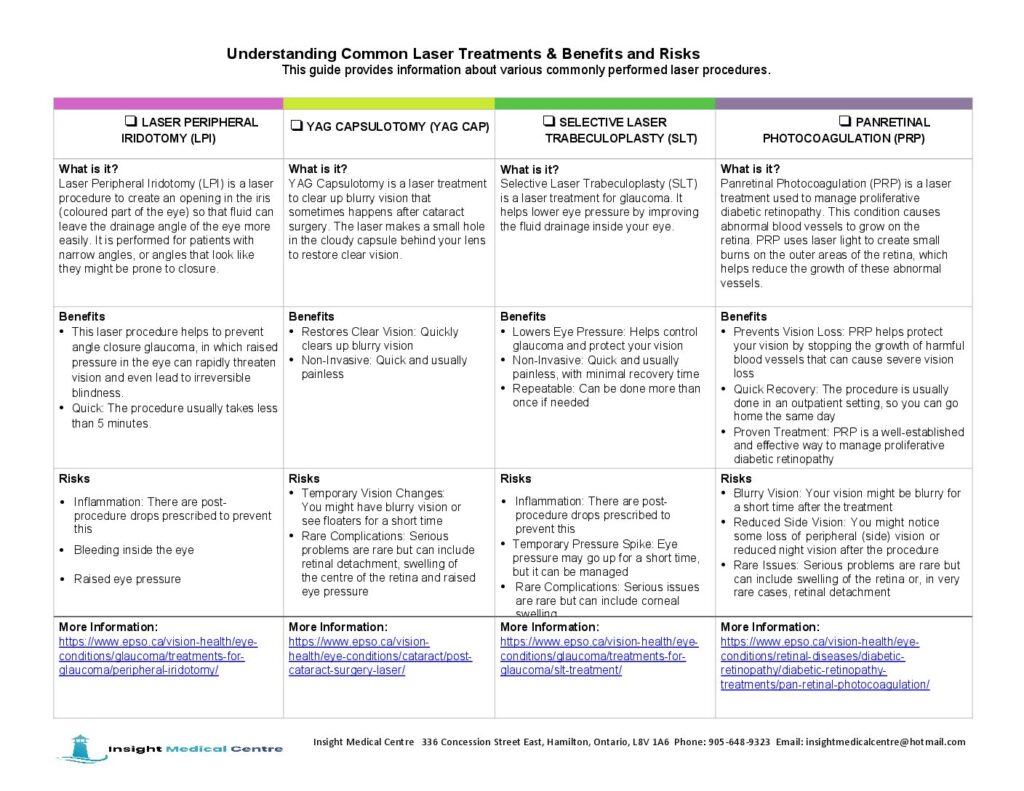 Understanding Common Laser Treatments & Benefits and Risks
This guide provides information about various commonly performed laser procedures.
❏ LASER PERIPHERAL
IRIDOTOMY (LPI)
❏ YAG CAPSULOTOMY (YAG CAP)
❏ SELECTIVE LASER
TRABECULOPLASTY (SLT)
❏ PANRETINAL
PHOTOCOAGULATION (PRP)
What is it?
Laser Peripheral Iridotomy (LPI) is a laser
procedure to create an opening in the iris
(coloured part of the eye) so that fluid can
leave the drainage angle of the eye more
easily. It is performed for patients with
narrow angles, or angles that look like
they might be prone to closure.
What is it?
YAG Capsulotomy is a laser treatment
to clear up blurry vision that
sometimes happens after cataract
surgery. The laser makes a small hole
in the cloudy capsule behind your lens
to restore clear vision.
What is it?
Selective Laser Trabeculoplasty (SLT)
is a laser treatment for glaucoma. It
helps lower eye pressure by improving
the fluid drainage inside your eye.
What is it?
Panretinal Photocoagulation (PRP) is a laser
treatment used to manage proliferative
diabetic retinopathy. This condition causes
abnormal blood vessels to grow on the
retina. PRP uses laser light to create small
burns on the outer areas of the retina, which
helps reduce the growth of these abnormal
vessels.
Benefits
• This laser procedure helps to prevent
angle closure glaucoma, in which raised
pressure in the eye can rapidly threaten
vision and even lead to irreversible
blindness.
• Quick: The procedure usually takes less
than 5 minutes.
Benefits
• Restores Clear Vision: Quickly
clears up blurry vision
• Non-Invasive: Quick and usually
painless
Benefits
• Lowers Eye Pressure: Helps control
glaucoma and protect your vision
• Non-Invasive: Quick and usually
painless, with minimal recovery time
• Repeatable: Can be done more than
once if needed
Benefits
• Prevents Vision Loss: PRP helps protect
your vision by stopping the growth of harmful
blood vessels that can cause severe vision
loss
• Quick Recovery: The procedure is usually
done in an outpatient setting, so you can go
home the same day
• Proven Treatment: PRP is a well-established
and effective way to manage proliferative
diabetic retinopathy
Risks
• Inflammation: There are post-
procedure drops prescribed to prevent
this
• Bleeding inside the eye
• Raised eye pressure
Risks
• Temporary Vision Changes:
You might have blurry vision or
see floaters for a short time
• Rare Complications: Serious
problems are rare but can include
retinal detachment, swelling of
the centre of the retina and raised
eye pressure
Risks
• Inflammation: There are post-
procedure drops prescribed to
prevent this
• Temporary Pressure Spike: Eye
pressure may go up for a short time,
but it can be managed
• Rare Complications: Serious issues
are rare but can include corneal
swelling
Risks
• Blurry Vision: Your vision might be blurry for
a short time after the treatment
• Reduced Side Vision: You might notice
some loss of peripheral (side) vision or
reduced night vision after the procedure
• Rare Issues: Serious problems are rare but
can include swelling of the retina or, in very
rare cases, retinal detachment
More Information:
https://www.epso.ca/vision-health/eye-
conditions/glaucoma/treatments-for-
glaucoma/peripheral-iridotomy/
More Information:
https://www.epso.ca/vision-
health/eye-conditions/cataract/post-
cataract-surgery-laser/
More Information:
https://www.epso.ca/vision-health/eye-
conditions/glaucoma/treatments-for-
glaucoma/slt-treatment/
More Information:
https://www.epso.ca/vision-health/eye-
conditions/retinal-diseases/diabetic-
retinopathy/diabetic-retinopathy-
treatments/pan-retinal-photocoagulation/
Insight Medical Centre
Insight Medical Centre 336 Concession Street East, Hamilton, Ontario, L8V 1A6 Phone: 905-648-9323 Email: insightmedicalcentre@hotmail.com